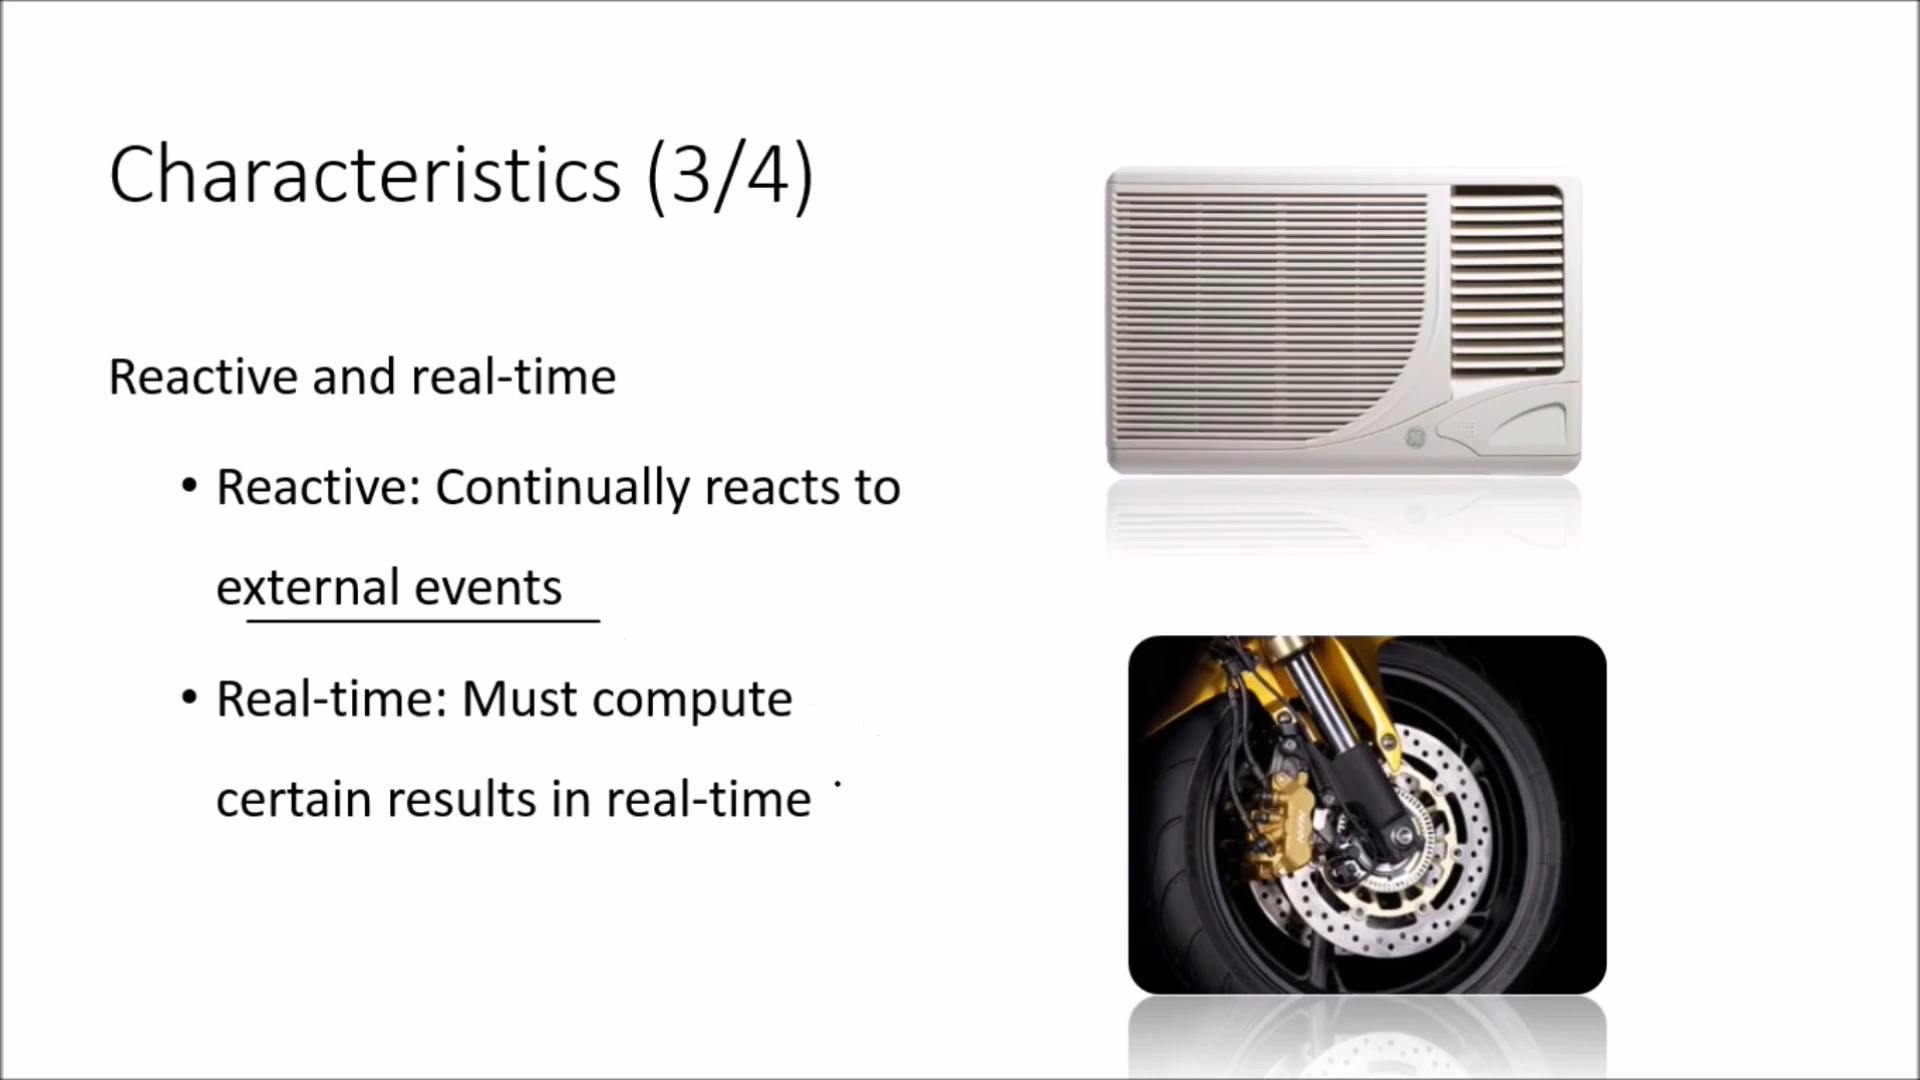 Characteristics (3/4)
Reactive and real-time
• Reactive: Continually reacts to
external events
• Real-time: Must compute
certain results in real-time